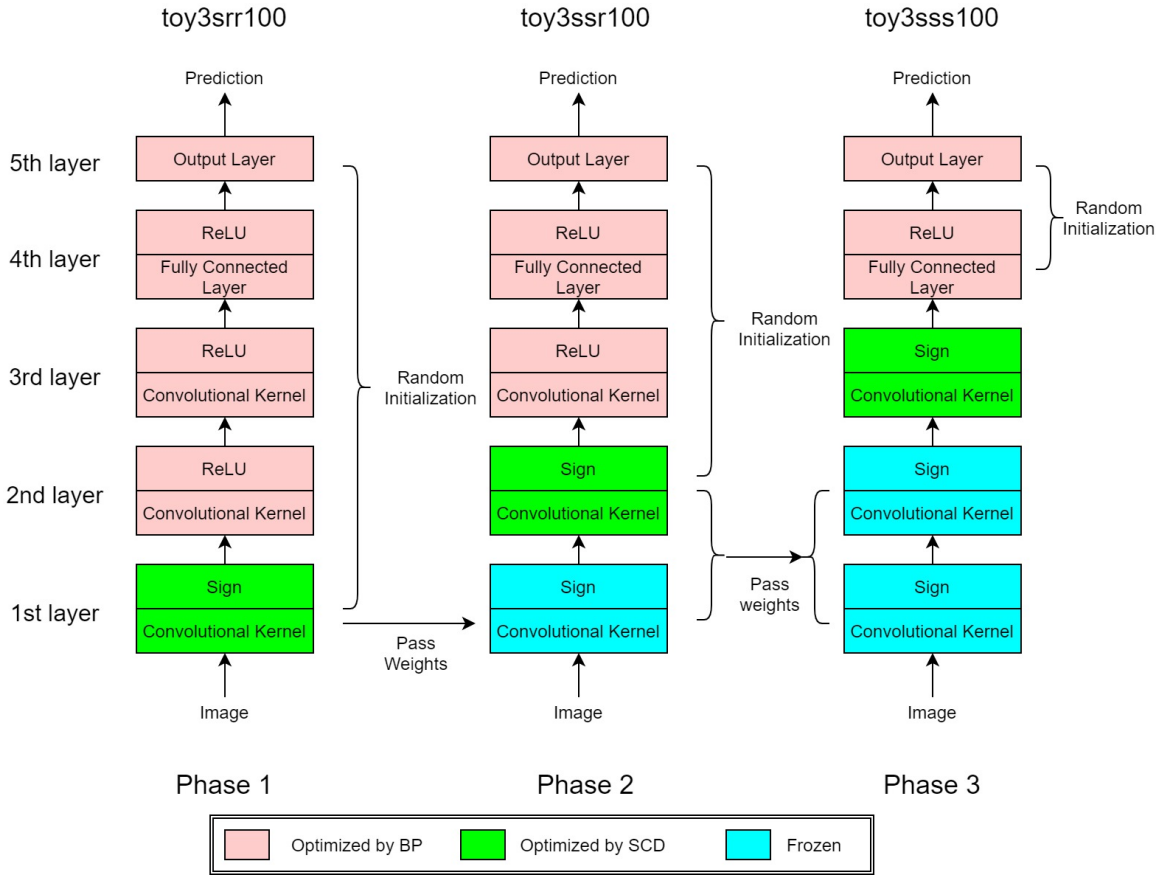 toy3srr100
toy3ssr100
toy3sss100
Prediction
Prediction
Prediction
5th layer
Output Layer
Output Layer
Output Layer
4th layer
ReLU
Fully Connected
Layer
ReLU
Fully Connected
Layer
ReLU
Fully Connected
Layer
Random
Initialization
3rd layer
ReLU
Convolutional Kernel
Random
Initialization
ReLU
Convolutional Kernel
Random
Initialization
Sign
Convolutional Kernel
2nd layer
ReLU
Convolutional Kernel
Sign
Convolutional Kernel
Sign
Convolutional Kernel
1st layer
Sign
Convolutional Kernel
Pass
Weights
Sign
Convolutional Kernel
Pass
weights
Sign
Convolutional Kernel
Image
Image
Image
Phase 1
Phase 2
Phase 3
Optimized by BP
Optimized by SCD
Frozen